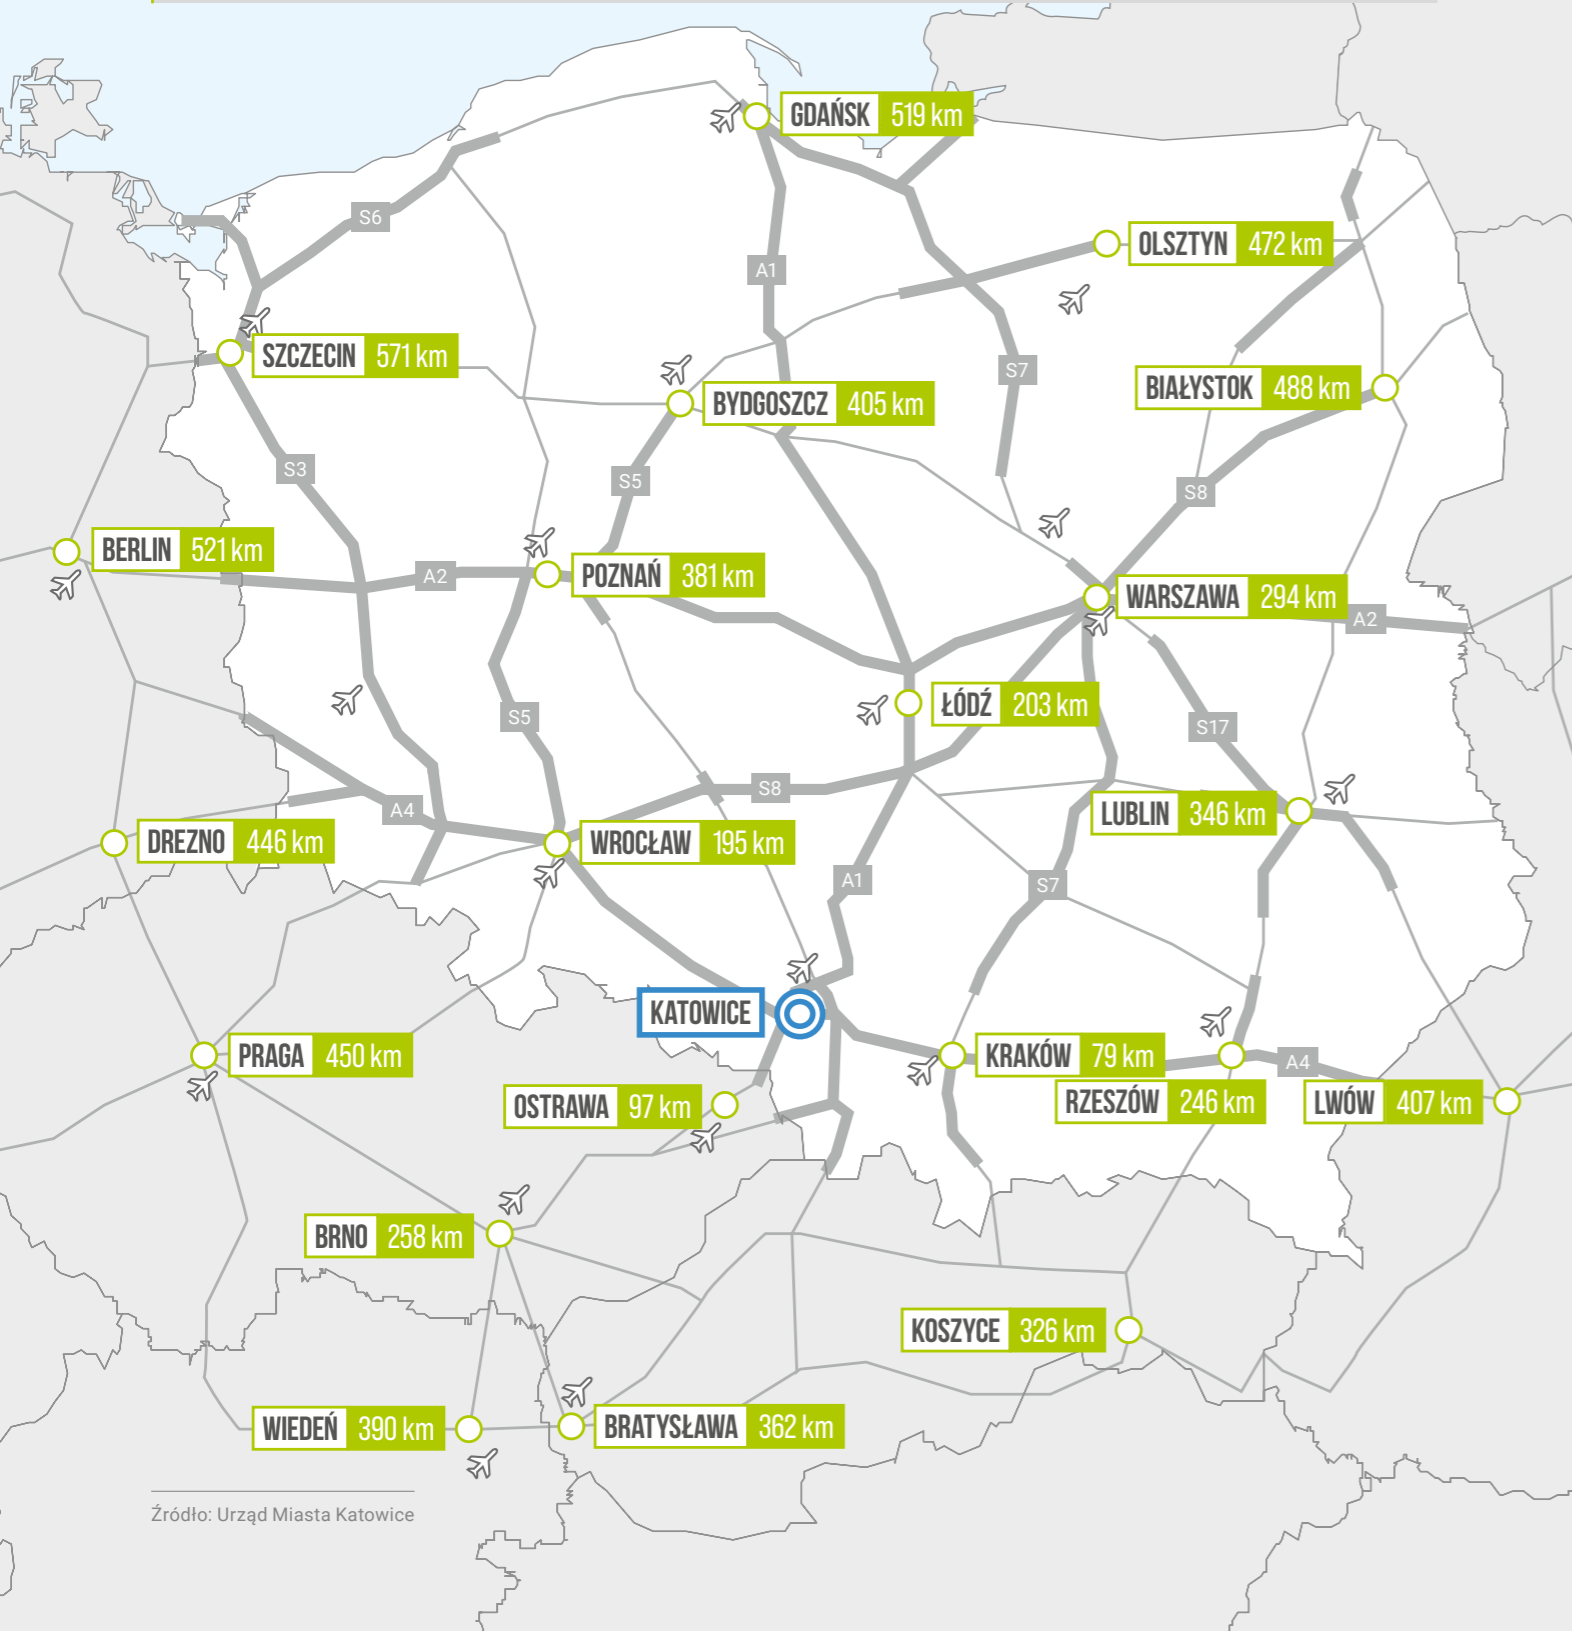 GDAŃSK 519 km
S6
OLSZTYN 472 km
A1
SZCZECIN 571 km
S7
BIAŁYSTOK 488 km
BYDGOSZCZ 405 km
S3
S5
S8
BERLIN 521 km
A2
POZNAŃ 381 km
WARSZAWA 294 km
A2
ŁÓDŹ 203 km
S5
S17
S8
A4
LUBLIN 346 km
DREZNO 446 km
WROCŁAW 195 km
A1
S7
KATOWICE
PRAGA 450 km
KRAKÓW 79 km
A4
OSTRAWA 97 km
RZESZÓW 246 km
LWÓW 407 km
BRNO 258 km
KOSZYCE 326 km
WIEDEŃ 390 km
BRATYSŁAWA 362 km
Źródło: Urząd Miasta Katowice